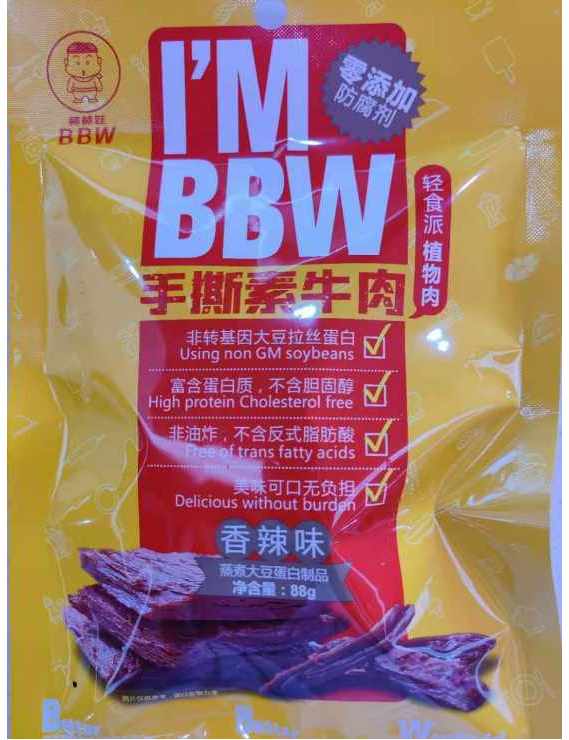 I'M
BBW
零添加
防腐剂
BBW
轻食派 植物肉
手撕素牛肉
非转基因大豆拉丝蛋白
Using non GM soybeans
富含蛋白质，不含胆固醇
High protein Cholesterol free
非油炸，不含反式脂肪酸
Free of trans fatty acids
美味可口无负担
Delicious without burden
香辣味
蒸煮大豆蛋白制品
净含量：88g